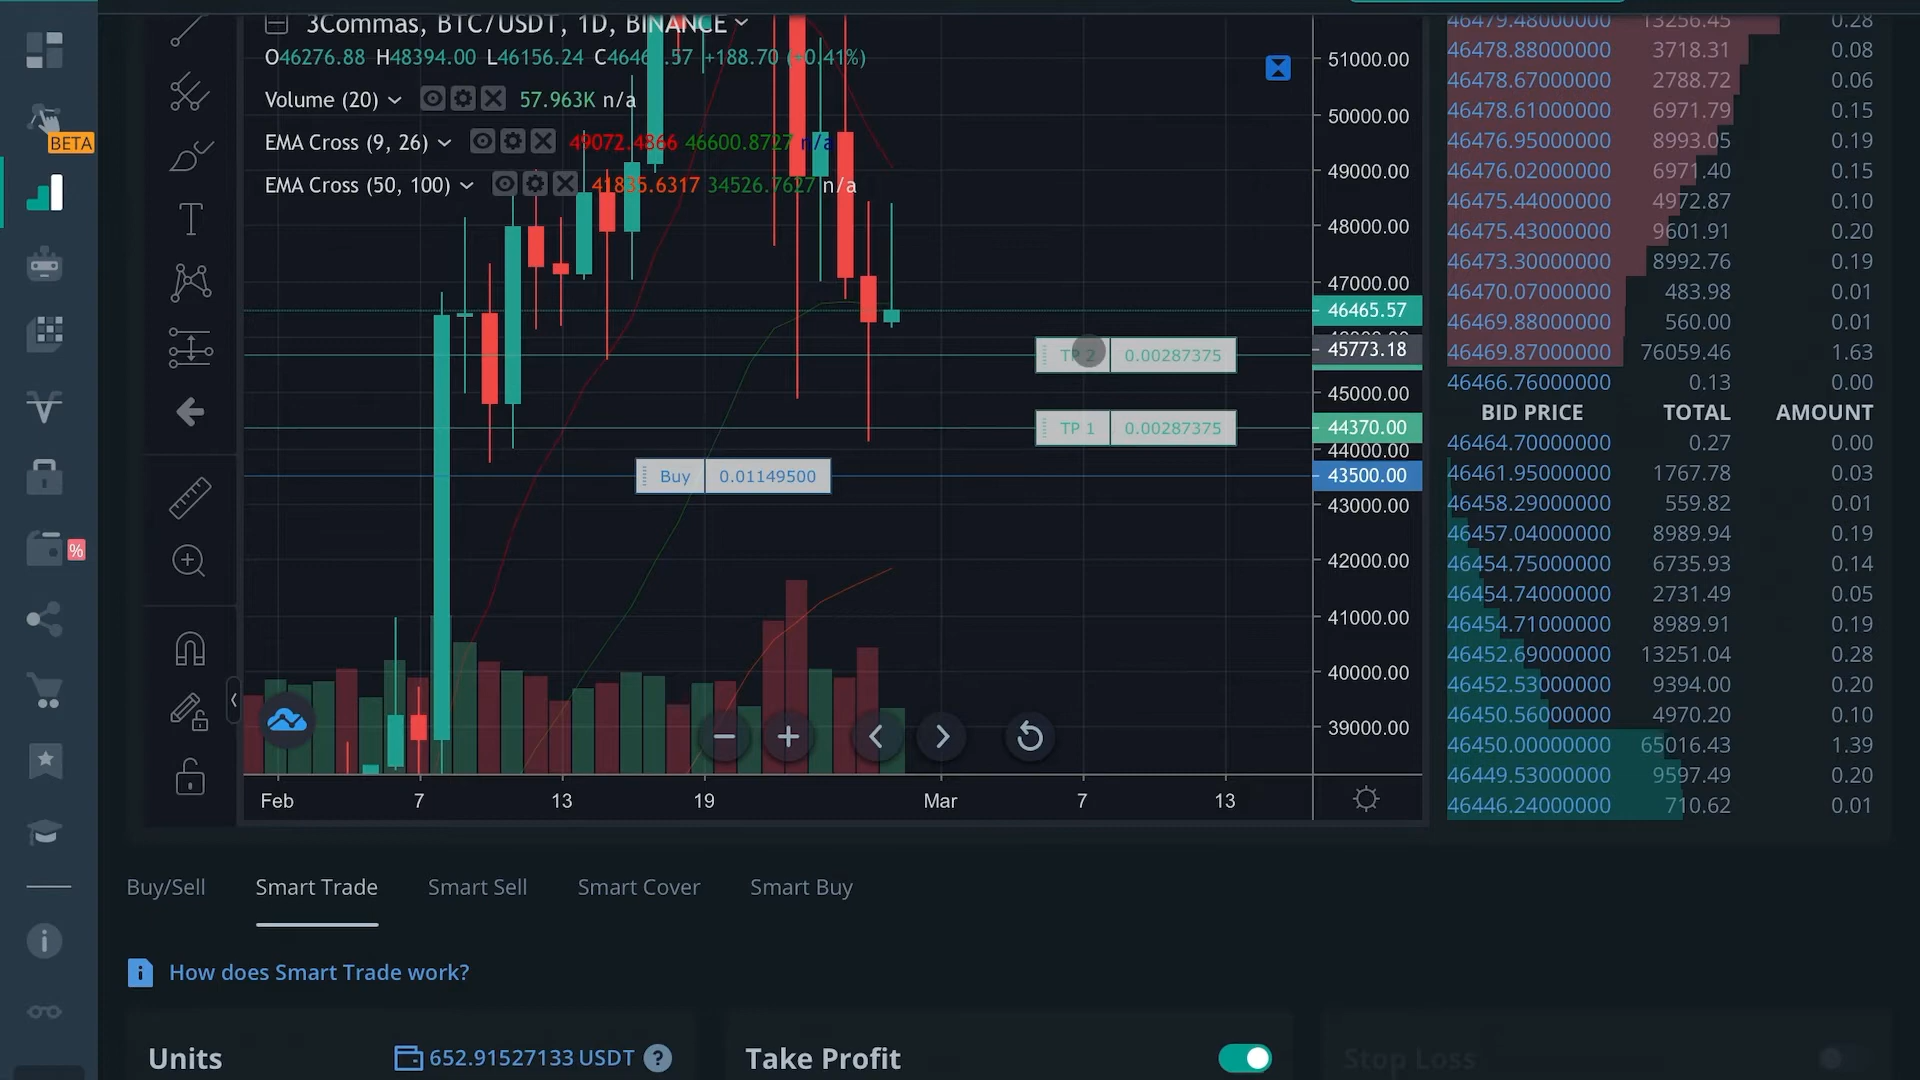 3Commas, BTC/USDT, 1D, BINANCE
O46276.88 H48394.00 L46156.24 C46465.57 +188.70 (+0.41%)
Volume (20) 57.963K n/a
EMA Cross (9, 26) 49072.4866 46600.8727 n/a
EMA Cross (50, 100) 41835.6317 34526.7627 n/a
BETA
%
T
51000.00
50000.00
49000.00
48000.00
47000.00
46465.57
45773.18
45000.00
44370.00
44000.00
43500.00
43000.00
42000.00
41000.00
40000.00
39000.00
TP 2 0.00287375
TP 1 0.00287375
Buy 0.01149500
Feb 7 13 19 Mar 7 13
46479.48000000 13256.45 0.28
46478.88000000 3718.31 0.08
46478.67000000 2788.72 0.06
46478.61000000 6971.79 0.15
46476.95000000 8993.05 0.19
46476.02000000 6971.40 0.15
46475.44000000 4972.87 0.10
46475.43000000 9601.91 0.20
46473.30000000 8992.76 0.19
46470.07000000 483.98 0.01
46469.88000000 560.00 0.01
46469.87000000 76059.46 1.63
46466.76000000 0.13 0.00
BID PRICE TOTAL AMOUNT
46464.70000000 0.27 0.00
46461.95000000 1767.78 0.03
46458.29000000 559.82 0.01
46457.04000000 8989.94 0.19
46454.75000000 6735.93 0.14
46454.74000000 2731.49 0.05
46454.71000000 8989.91 0.19
46452.69000000 13251.04 0.28
46452.53000000 9394.00 0.20
46450.56000000 4970.20 0.10
46450.00000000 65016.43 1.39
46449.53000000 9597.49 0.20
46446.24000000 710.62 0.01
Buy/Sell Smart Trade Smart Sell Smart Cover Smart Buy
How does Smart Trade work?
Units 652.91527133 USDT ? Take Profit Stop Loss